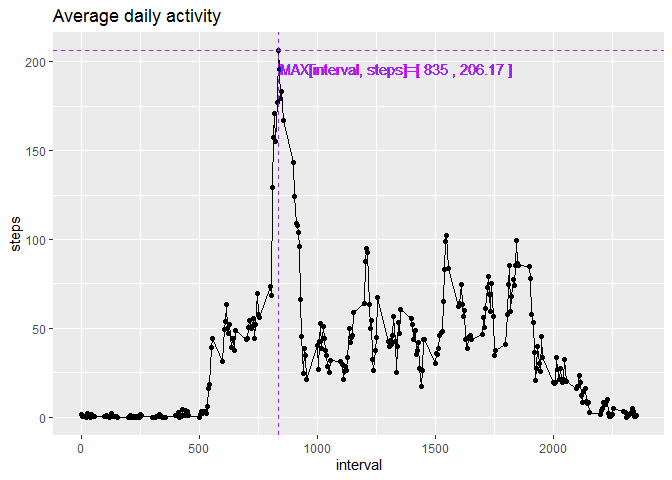 Average daily activity
200
MAX[interval, steps]=[ 835 , 206.17 ]
150
100
50
0
steps
0 500 1000 1500 2000
interval